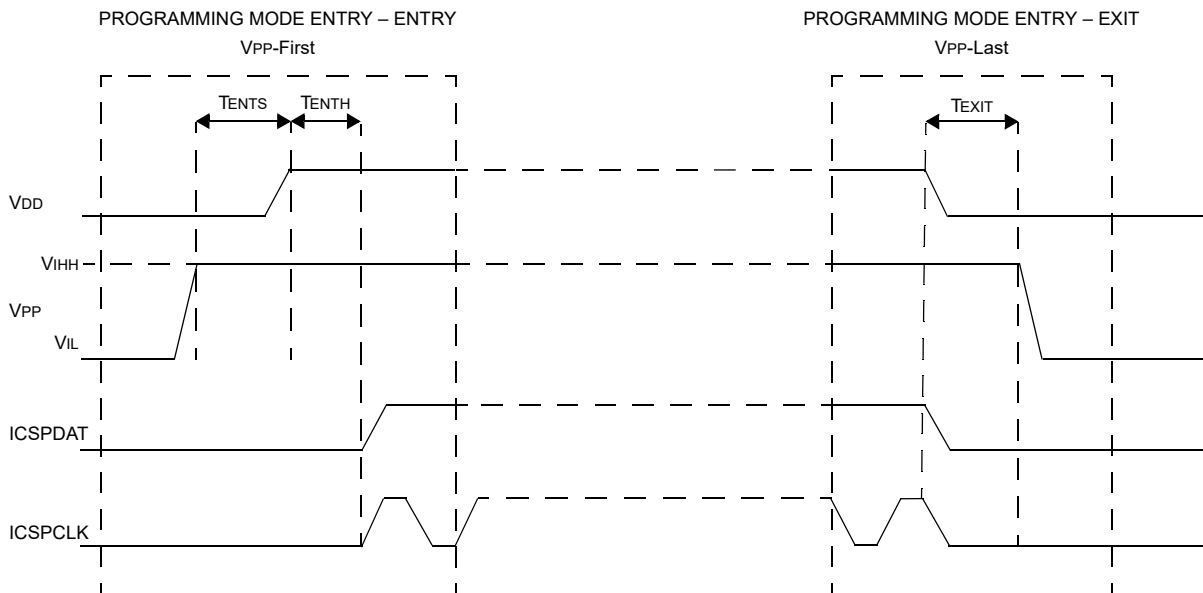 PROGRAMMING MODE ENTRY – ENTRY
VPP-First
PROGRAMMING MODE ENTRY – EXIT
VPP-Last
TENTS
TENTH
TEXIT
VDD
VIHH
VPP
VIL
ICSPDAT
ICSPCLK